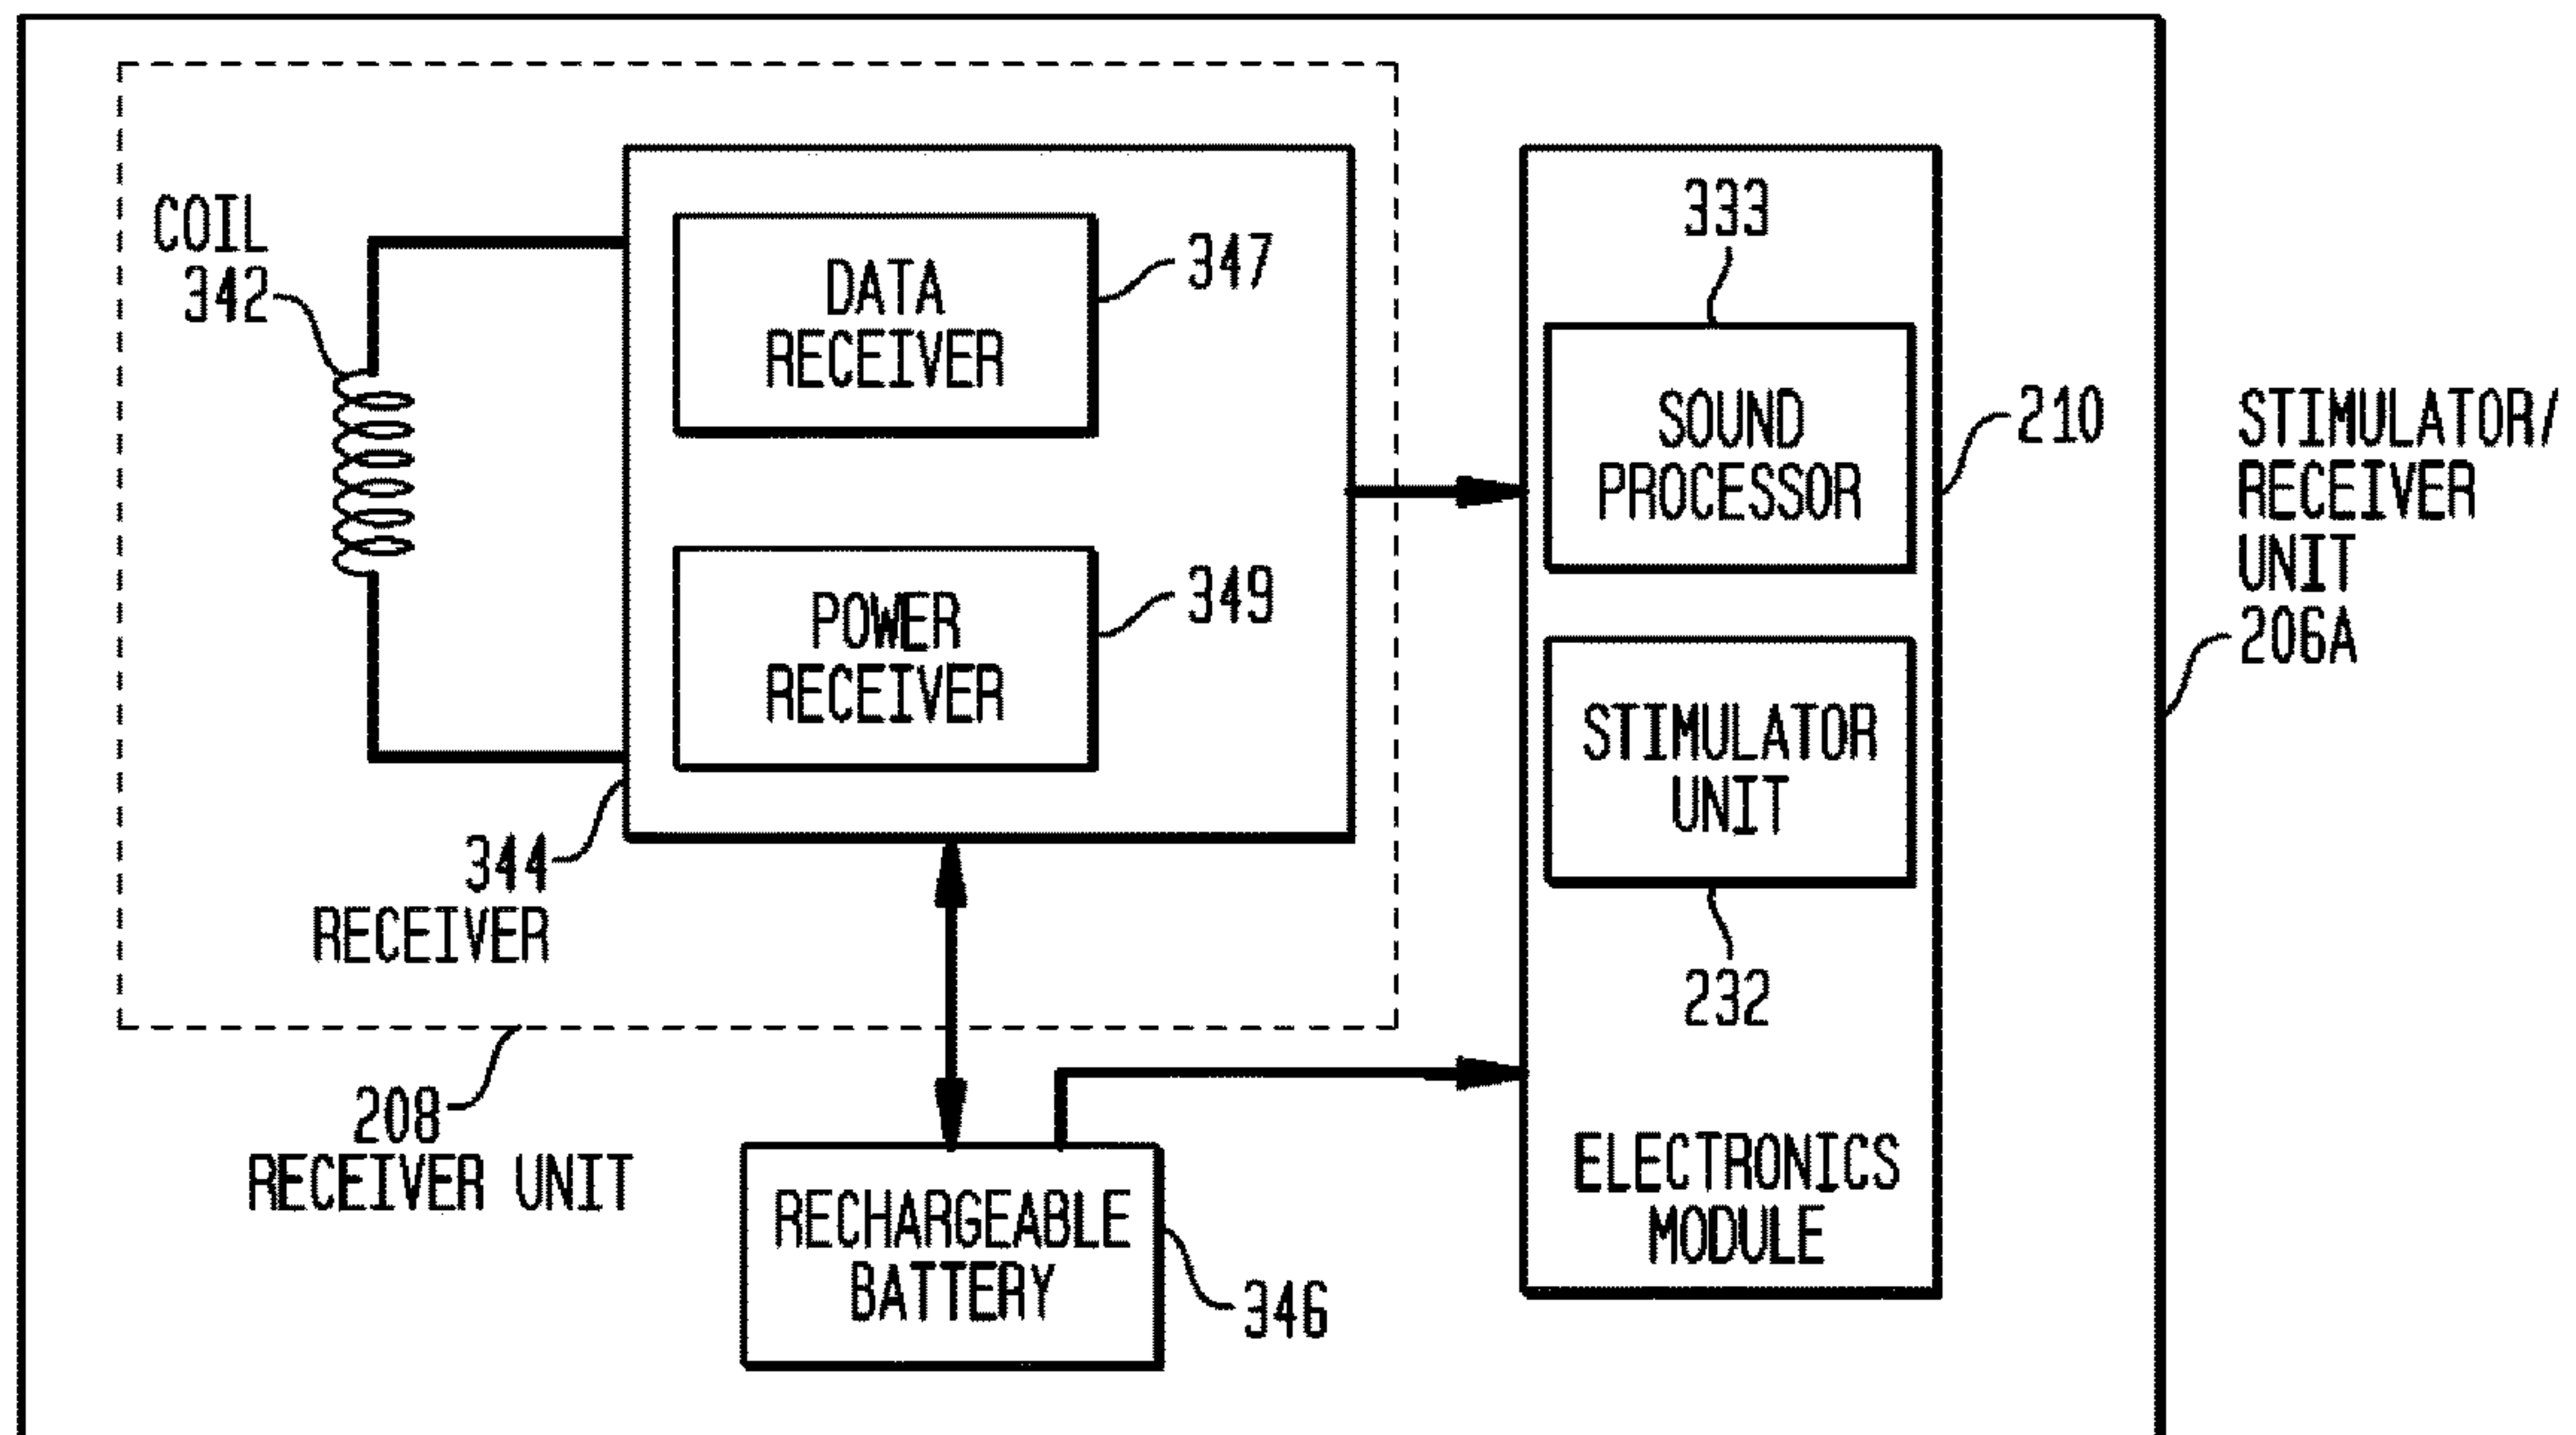 COIL
342
DATA
RECEIVER
347
POWER
RECEIVER
349
344
RECEIVER
208
RECEIVER UNIT
RECHARGEABLE
BATTERY
346
333
SOUND
PROCESSOR
210
STIMULATOR
UNIT
232
ELECTRONICS
MODULE
STIMULATOR/
RECEIVER
UNIT
206A